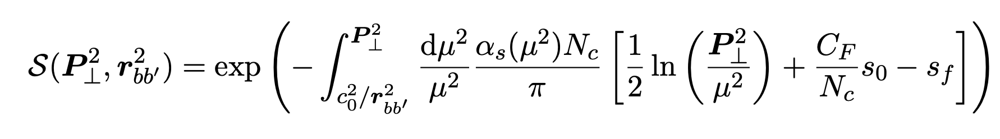 $$\mathcal{S}(\boldsymbol{P}_\perp^2, \boldsymbol{r}_{bb'}^2) = \exp\left(-\int_{c_0^2/\boldsymbol{r}_{bb'}^2}^{\boldsymbol{P}_\perp^2} \frac{\mathrm{d}\mu^2}{\mu^2} \frac{\alpha_s(\mu^2)N_c}{\pi} \left[\frac{1}{2}\ln\left(\frac{\boldsymbol{P}_\perp^2}{\mu^2}\right) + \frac{C_F}{N_c}s_0 - s_f\right]\right)$$